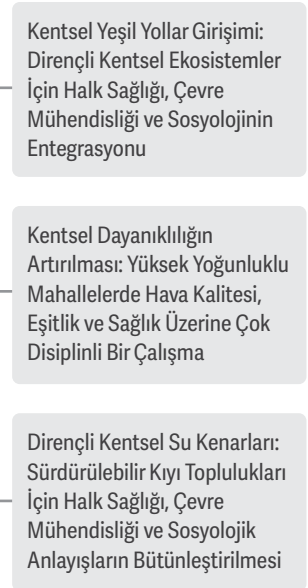 Kentsel Yeşil Yollar Girişimi:
Dirençli Kentsel Ekosistemler
İçin Halk Sağlığı, Çevre
Mühendisliği ve Sosyolojinin
Entegrasyonu
Kentsel Dayanıklılığın
Artırılması: Yüksek Yoğunluklu
Mahallelerde Hava Kalitesi,
Eşitlik ve Sağlık Üzerine Çok
Disiplinli Bir Çalışma
Dirençli Kentsel Su Kenarları:
Sürdürülebilir Kıyı Toplulukları
İçin Halk Sağlığı, Çevre
Mühendisliği ve Sosyolojik
Anlayışların Bütünleştirilmesi